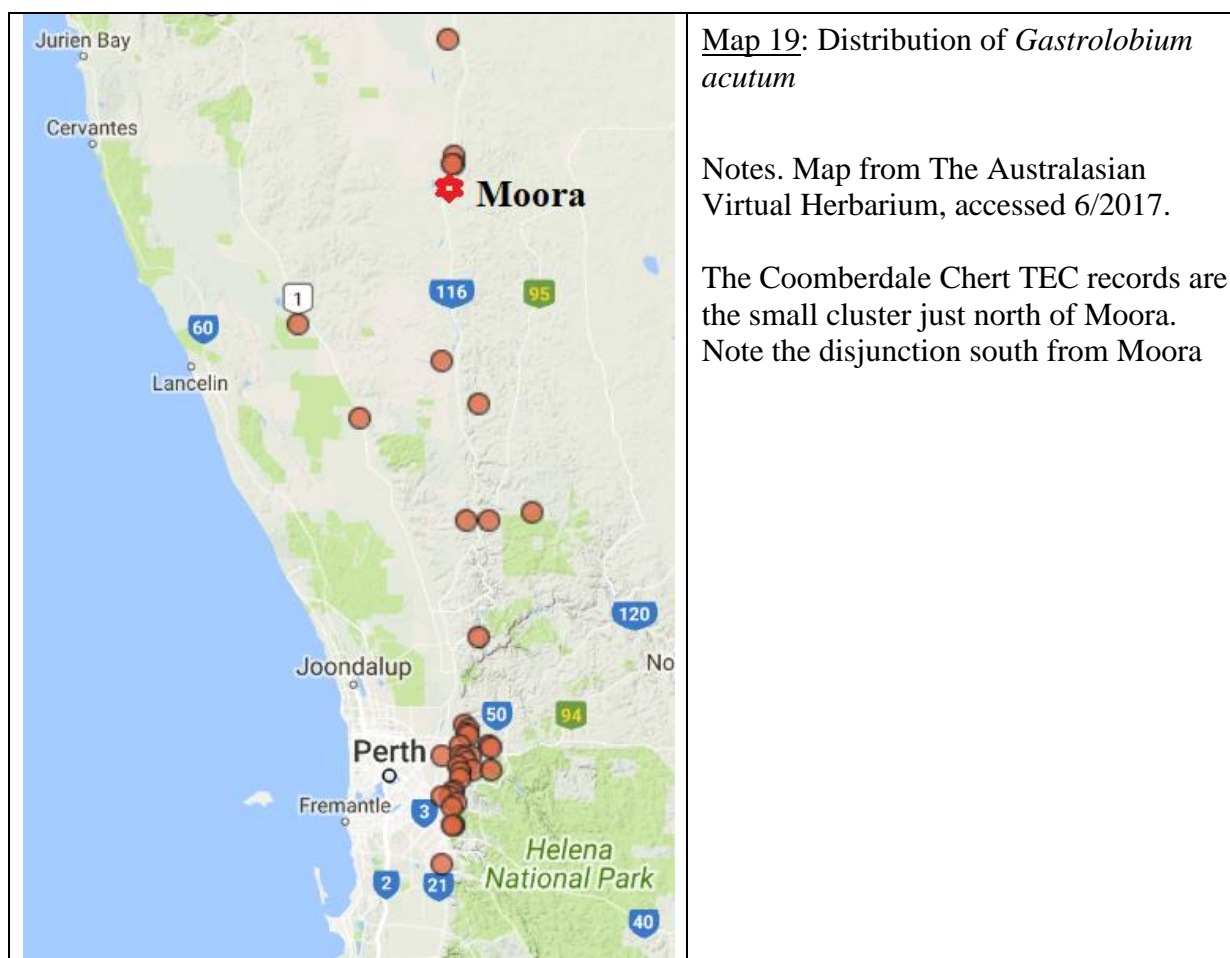 Jurien Bay
Cervantes
Moora
116
95
1
60
Lancelin
120
Joondalup
No
50
94
Perth
Fremantle
3
Helena
National Park
2
21
40
Map 19: Distribution of Gastrolobium
acutum
Notes. Map from The Australasian
Virtual Herbarium, accessed 6/2017.
The Coomberdale Chert TEC records are
the small cluster just north of Moora.
Note the disjunction south from Moora